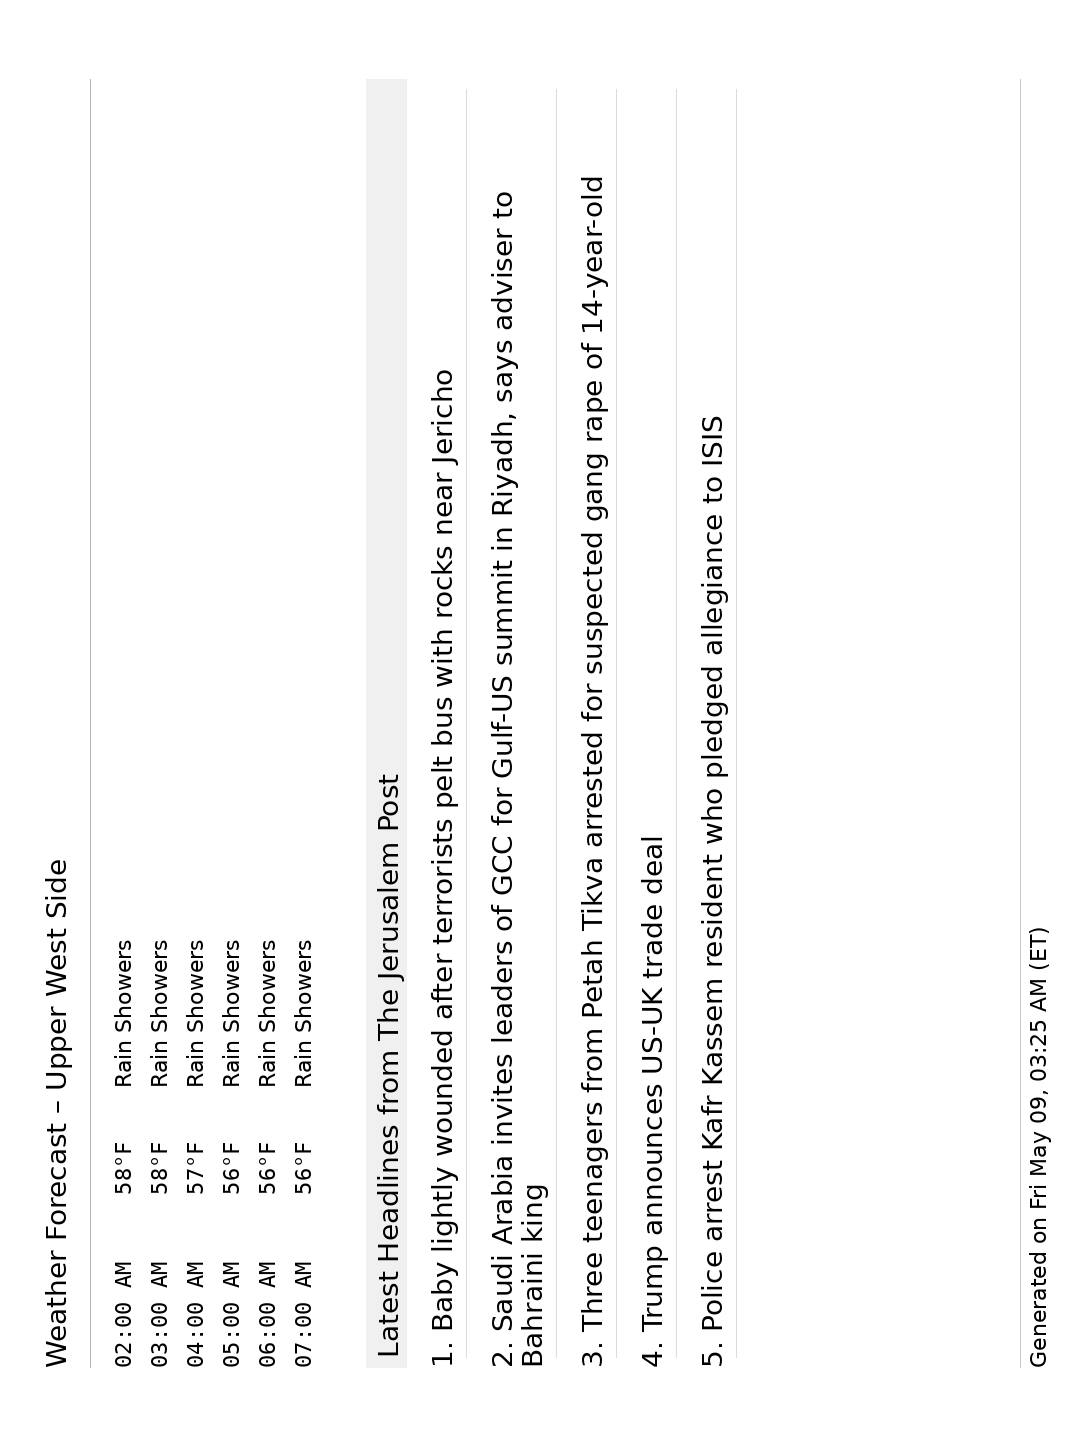 Weather Forecast – Upper West Side
02:00 AM 58°F Rain Showers
03:00 AM 58°F Rain Showers
04:00 AM 57°F Rain Showers
05:00 AM 56°F Rain Showers
06:00 AM 56°F Rain Showers
07:00 AM 56°F Rain Showers
Latest Headlines from The Jerusalem Post
1. Baby lightly wounded after terrorists pelt bus with rocks near Jericho
2. Saudi Arabia invites leaders of GCC for Gulf-US summit in Riyadh, says adviser to
Bahraini king
3. Three teenagers from Petah Tikva arrested for suspected gang rape of 14-year-old
4. Trump announces US-UK trade deal
5. Police arrest Kafr Kassem resident who pledged allegiance to ISIS
Generated on Fri May 09, 03:25 AM (ET)